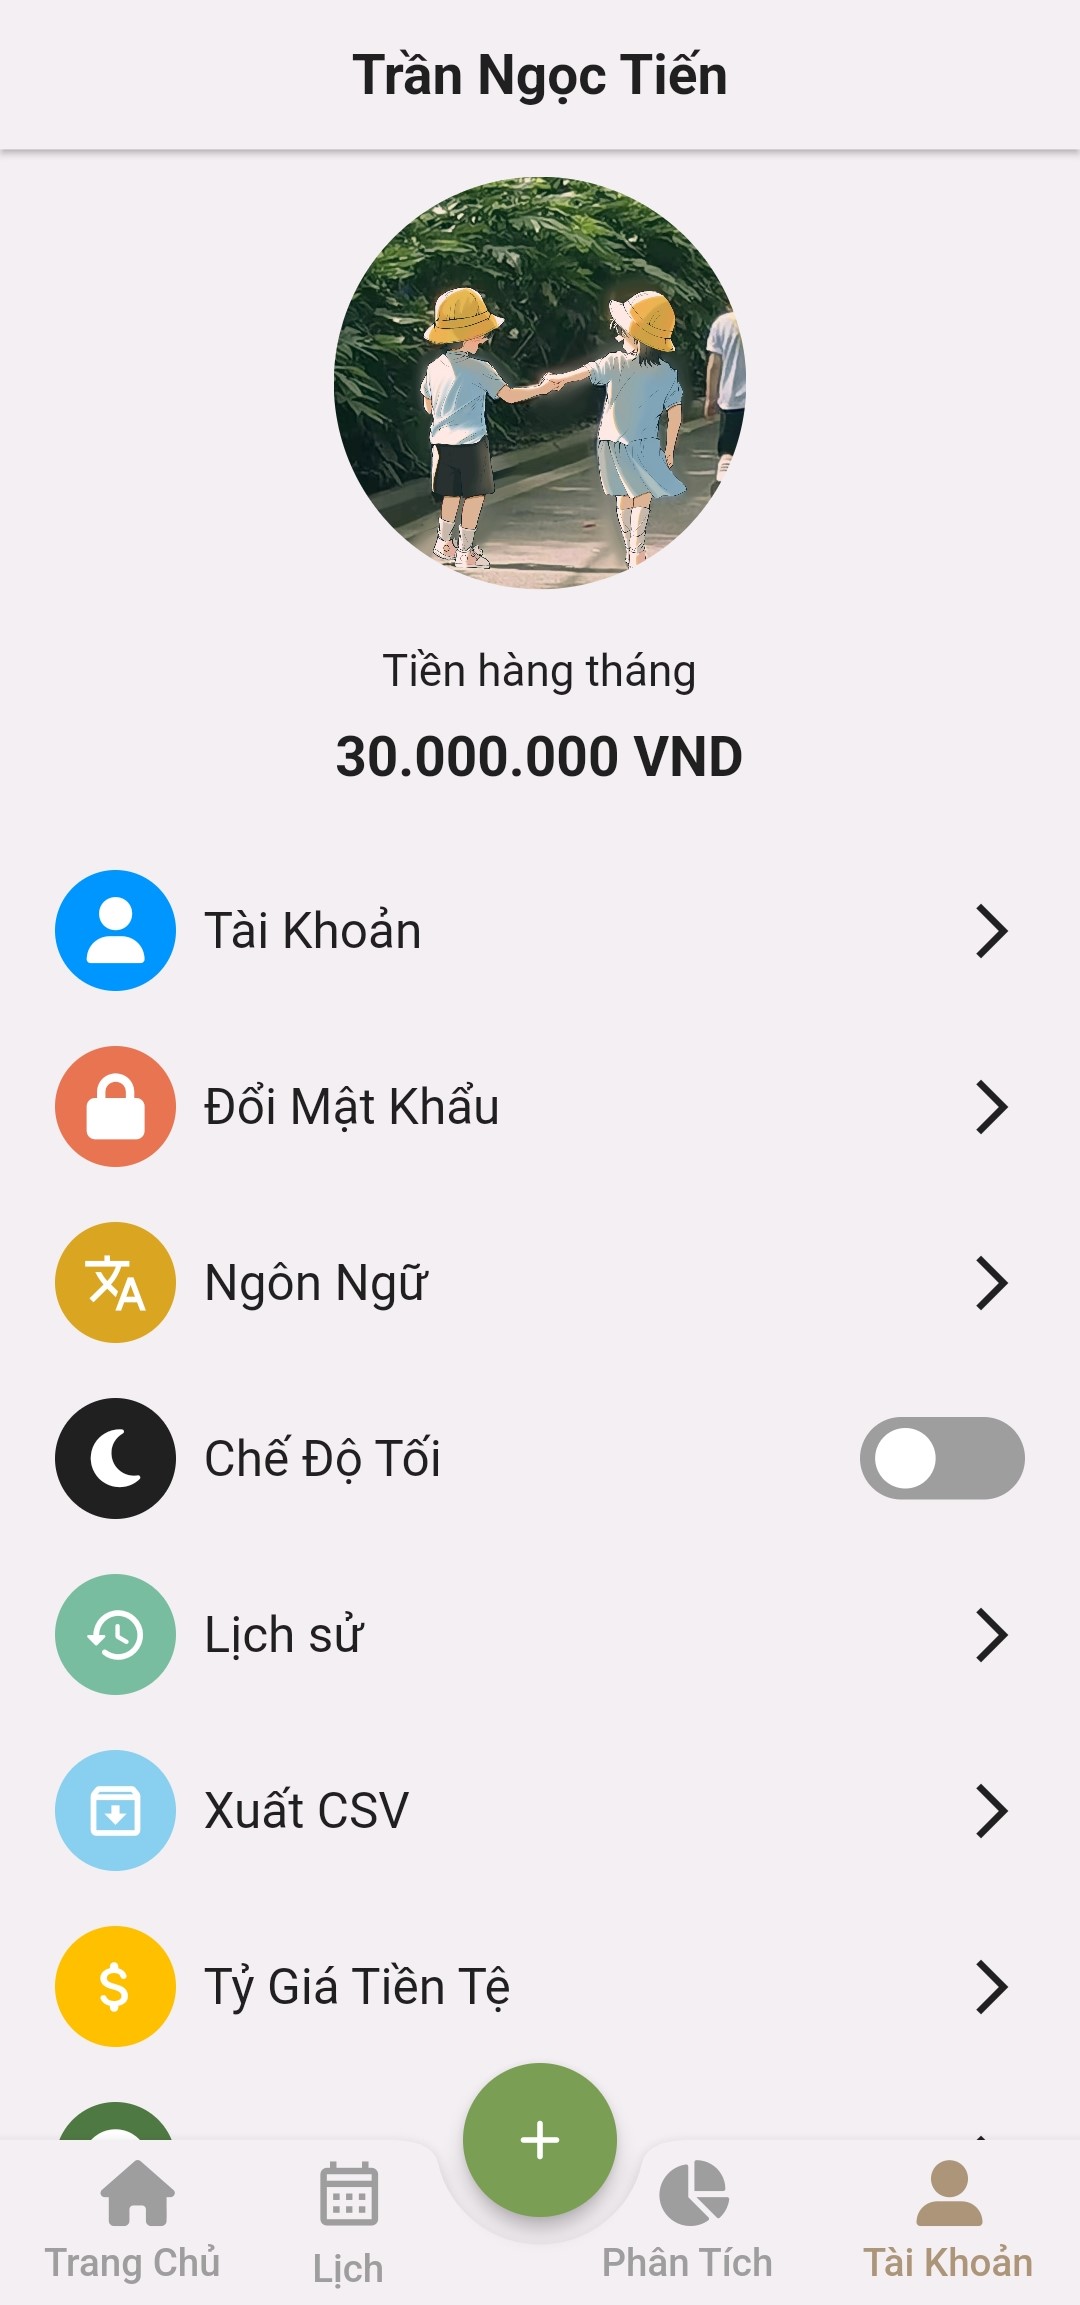 Trần Ngọc Tiến
Tiền hàng tháng
30.000.000 VND
Tài Khoản
Đổi Mật Khẩu
Ngôn Ngữ
Chế Độ Tối
Lịch sử
Xuất CSV
Tỷ Giá Tiền Tệ
Trang Chủ
Lịch
Phân Tích
Tài Khoản